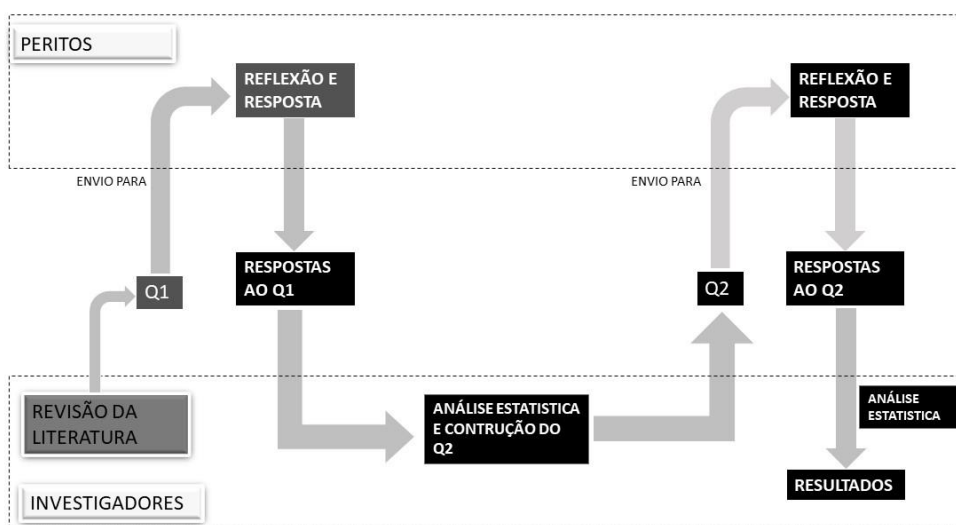 PERITOS
REFLEXÃO E
RESPOSTA
REFLEXÃO E
RESPOSTA
ENVIO PARA
ENVIO PARA
Q1
RESPOSTAS
AO Q1
Q2
RESPOSTAS
AO Q2
REVISÃO DA
LITERATURA
ANÁLISE ESTATISTICA
E CONTRUÇÃO DO
Q2
ANÁLISE
ESTATISTICA
RESULTADOS
INVESTIGADORES